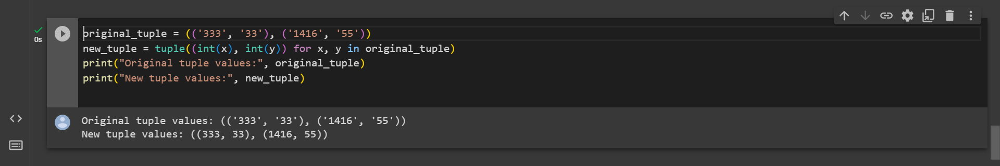 0s
original_tuple = (('333', '33'), ('1416', '55'))
new_tuple = tuple((int(x), int(y)) for x, y in original_tuple)
print("Original tuple values:", original_tuple)
print("New tuple values:", new_tuple)
Original tuple values: (('333', '33'), ('1416', '55'))
New tuple values: ((333, 33), (1416, 55))